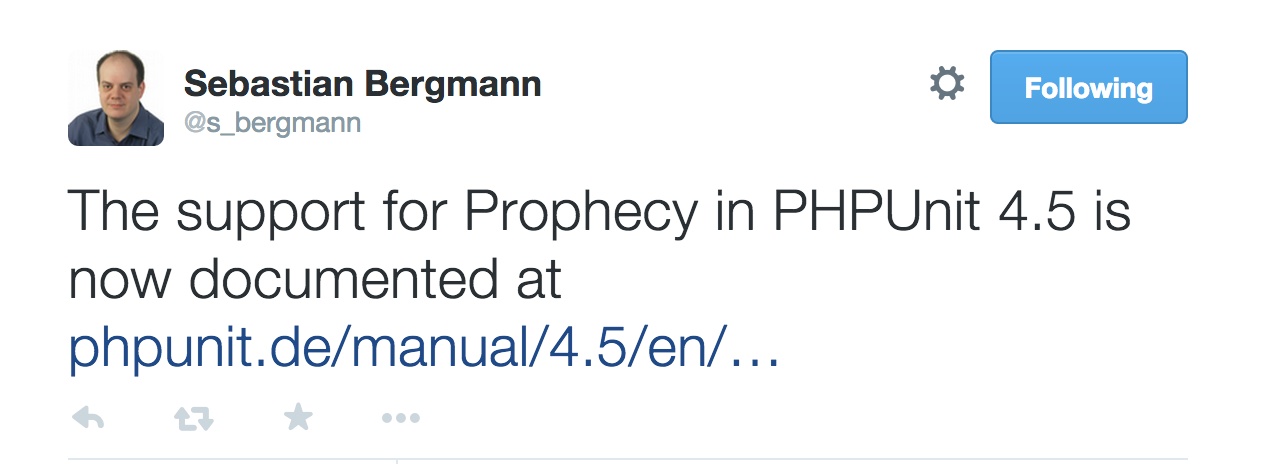 Sebastian Bergmann
@s_bergmann
Following
The support for Prophecy in PHPUnit 4.5 is
now documented at
phpunit.de/manual/4.5/en/…